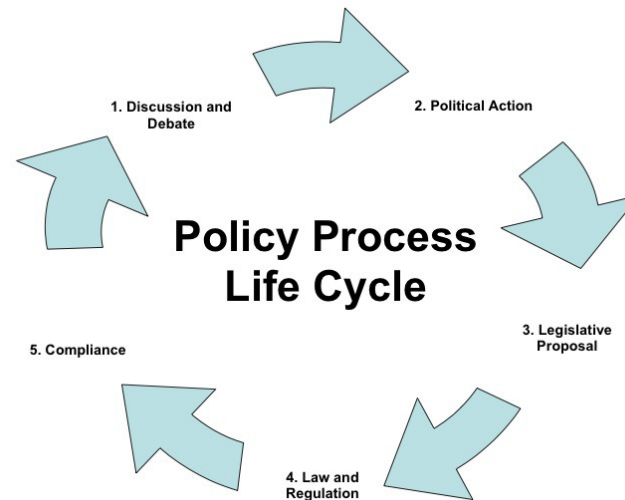 1. Discussion and
Debate
2. Political Action
Policy Process
Life Cycle
3. Legislative
Proposal
5. Compliance
4. Law and
Regulation